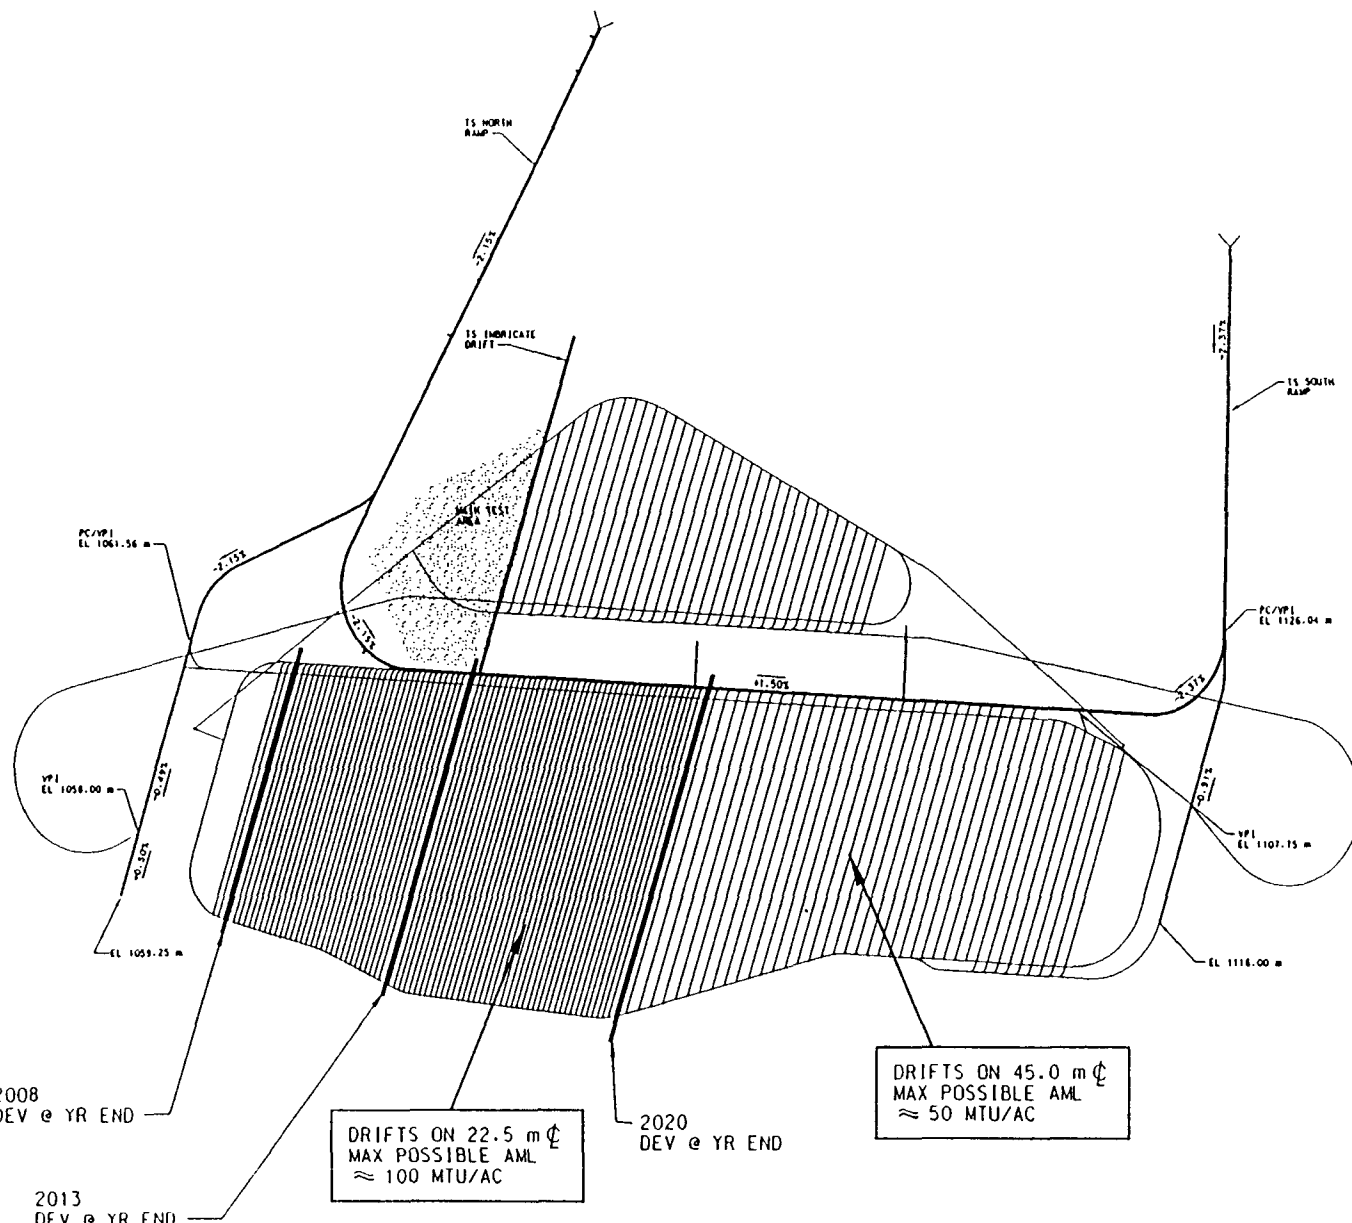 TS NORTH
RAMP
-2.15%
TS IMBRICATE
DRIFT
-2.37%
TS SOUTH
RAMP
MAIN TEST
AREA
PC/VPI
EL 1061.56 m
-2.15%
-2.15%
PC/VPI
EL 1126.04 m
+1.50%
-2.37%
VPI
EL 1058.00 m
-0.49%
-0.91%
VPI
EL 1107.75 m
EL 1059.25 m
EL 1116.00 m
2008
DEV @ YR END
DRIFTS ON 22.5 m ℄
MAX POSSIBLE AML
≈ 100 MTU/AC
2020
DEV @ YR END
DRIFTS ON 45.0 m ℄
MAX POSSIBLE AML
≈ 50 MTU/AC
2013
DEV @ YR END